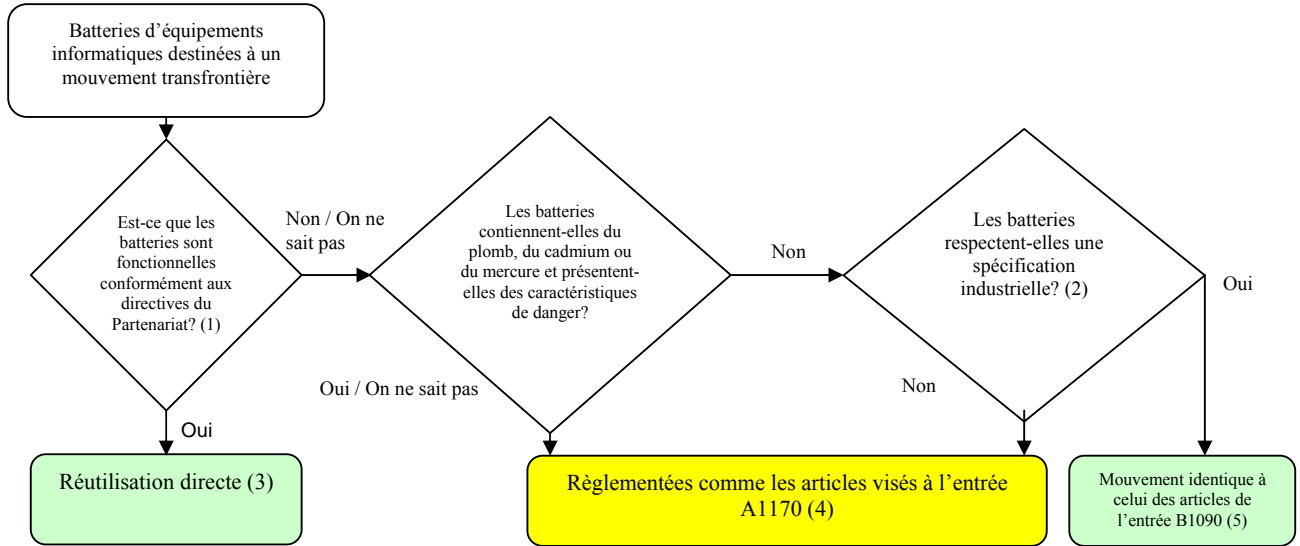 Batteries d’équipements
informatiques destinées à un
mouvement transfrontière
Est-ce que les
batteries sont
fonctionnelles
conformément aux
directives du
Partenariat? (1)
Non / On ne
sait pas
Les batteries
contiennent-elles du
plomb, du cadmium ou
du mercure et présentent-
elles des caractéristiques
de danger?
Non
Les batteries
respectent-elles une
spécification
industrielle? (2)
Oui
Oui / On ne sait pas
Non
Oui
Réutilisation directe (3)
Règlementées comme les articles visés à l’entrée
A1170 (4)
Mouvement identique à
celui des articles de
l’entrée B1090 (5)